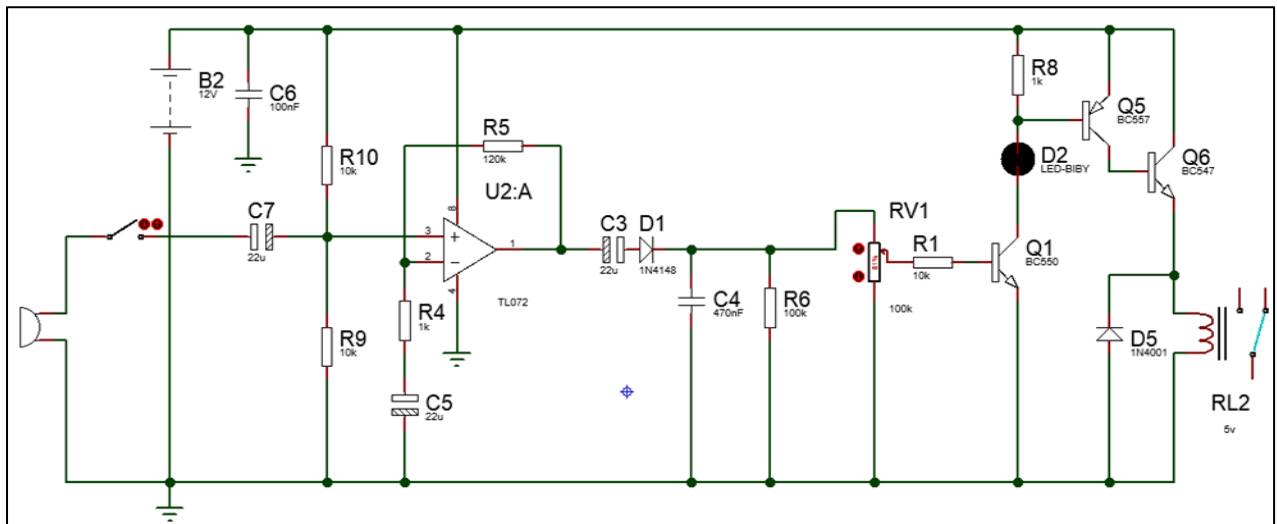 B2
12V
C6
100nF
R10
10k
R5
120k
U2:A
8
3
2
1
4
TL072
C7
22u
R4
1k
R9
10k
C5
22u
C3
22u
D1
1N4148
C4
470nF
R6
100k
RV1
81%
100k
R1
10k
R8
1k
D2
LED-BIBY
Q1
BC550
Q5
BC557
Q6
BC547
D5
1N4001
RL2
5v